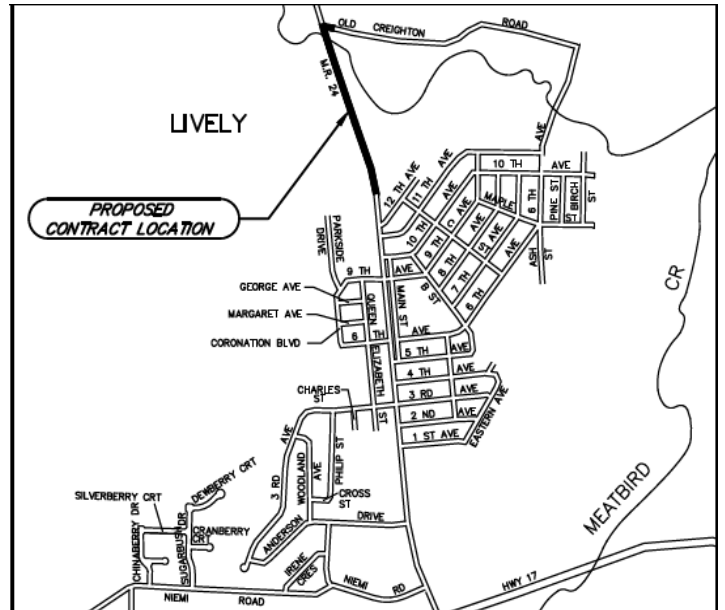 OLD CREIGHTON ROAD
M.R. 24
LIVELY
PROPOSED
CONTRACT LOCATION
12 TH AVE
11 TH AVE
10 TH AVE
10 TH AVE
9 TH AVE
8 TH
7 TH AVE
6 TH AVE
C ST
MAPLE ST
AVE
6 TH
PINE ST
BIRCH ST
ASH ST
B ST
PARKSIDE DRIVE
9 TH AVE
GEORGE AVE
MARGARET AVE
CORONATION BLVD
6 TH AVE
QUEEN ELIZABETH ST
MAIN ST
5 TH AVE
4 TH AVE
3 RD AVE
2 ND AVE
1 ST AVE
EASTERN AVE
CHARLES ST
3 RD AVE
WOODLAND AVE
PHILIP ST
CROSS ST
ANDERSON DRIVE
SILVERBERRY CRT
DEWBERRY CRT
CHINABERRY DR
SUGARBUSH DR
CRANBERRY CRT
IRENE CRES
NIEMI RD
NIEMI ROAD
HWY 17
MEATBIRD CR